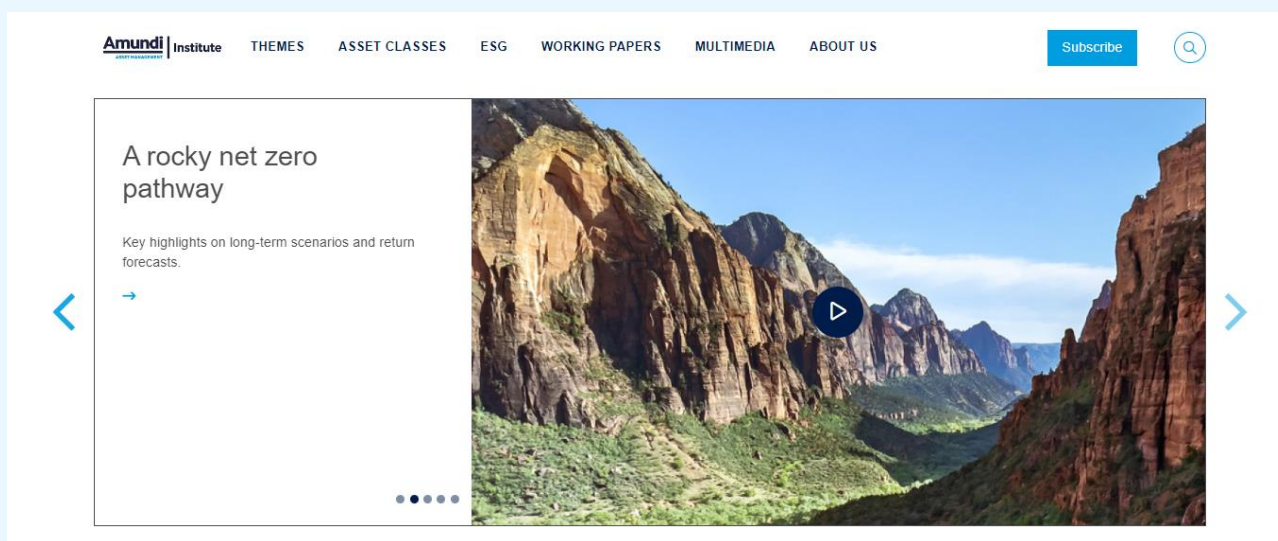 Amundi Institute
ASSET MANAGEMENT
THEMES
ASSET CLASSES
ESG
WORKING PAPERS
MULTIMEDIA
ABOUT US
Subscribe
A rocky net zero
pathway
Key highlights on long-term scenarios and return
forecasts.